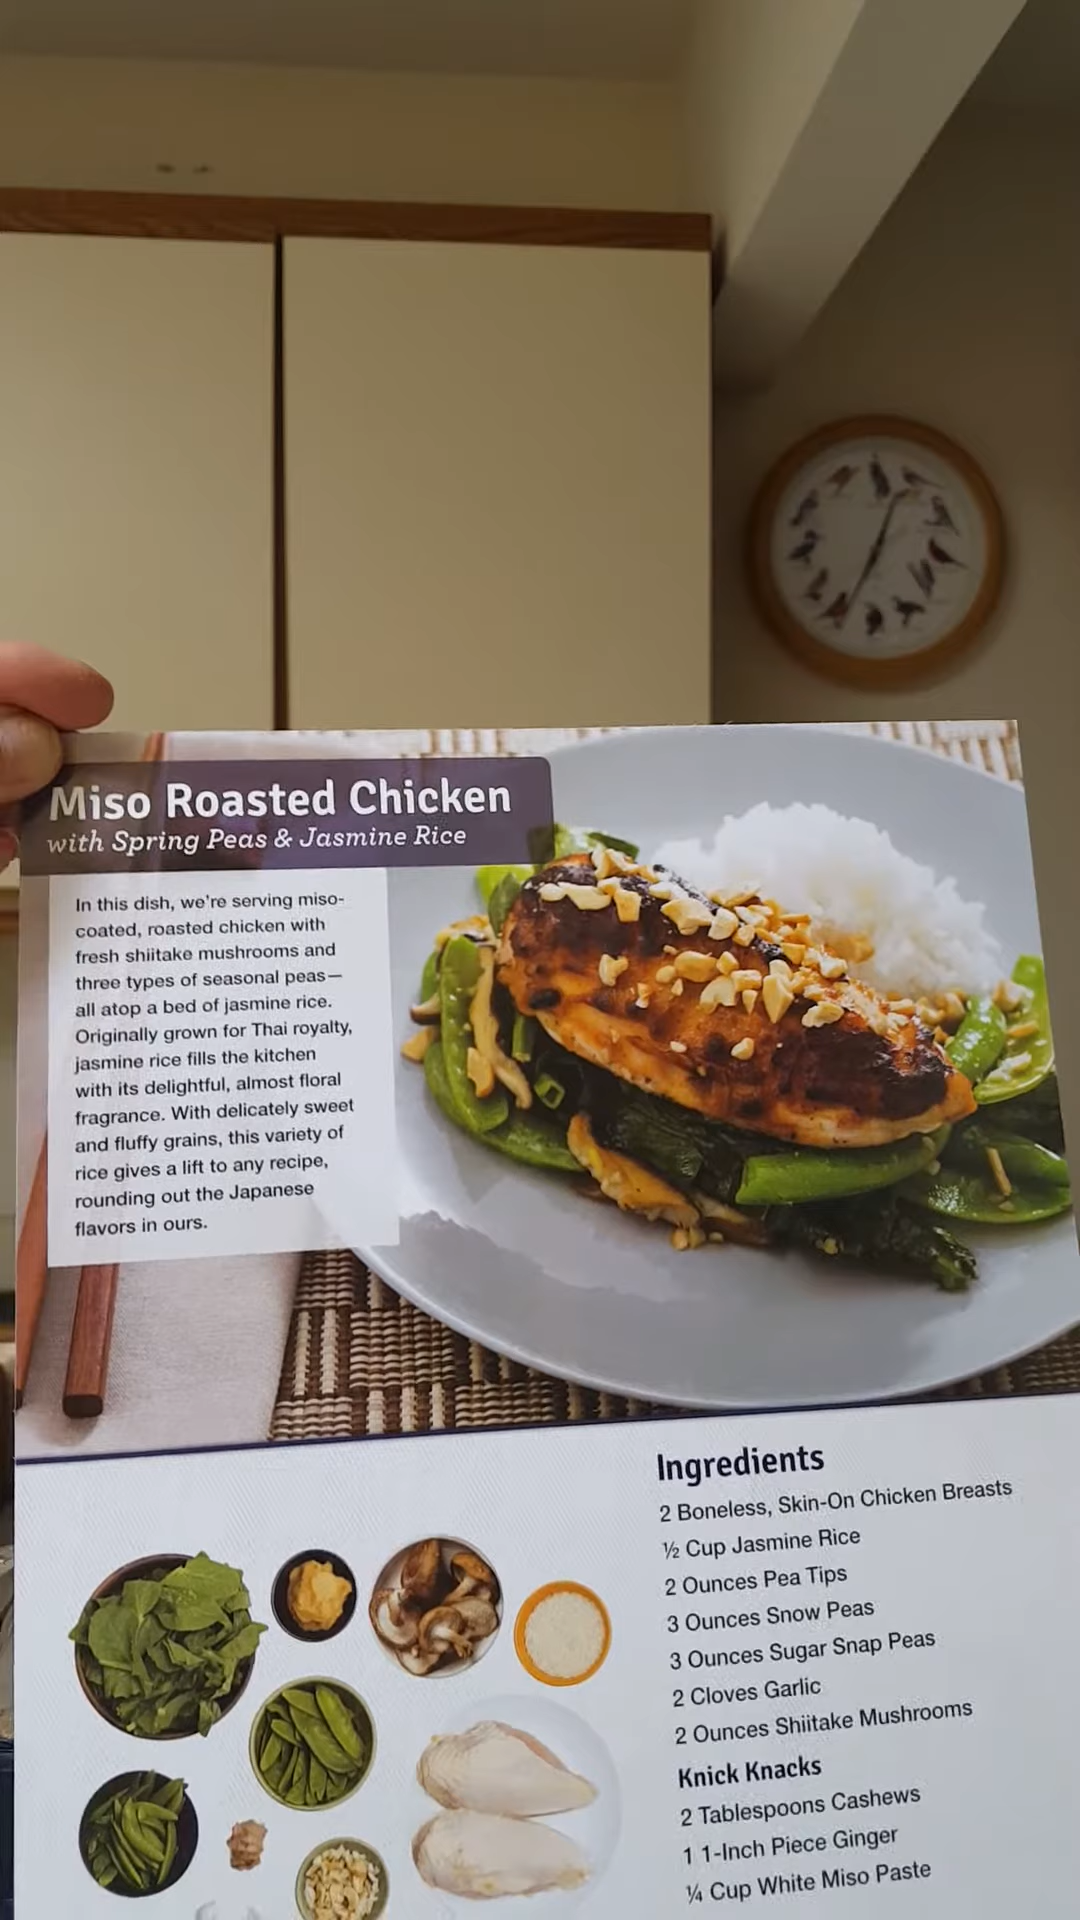 Miso Roasted Chicken
with Spring Peas & Jasmine Rice
In this dish, we're serving miso-
coated, roasted chicken with
fresh shiitake mushrooms and
three types of seasonal peas—
all atop a bed of jasmine rice.
Originally grown for Thai royalty,
jasmine rice fills the kitchen
with its delightful, almost floral
fragrance. With delicately sweet
and fluffy grains, this variety of
rice gives a lift to any recipe,
rounding out the Japanese
flavors in ours.
Ingredients
2 Boneless, Skin-On Chicken Breasts
½ Cup Jasmine Rice
2 Ounces Pea Tips
3 Ounces Snow Peas
3 Ounces Sugar Snap Peas
2 Cloves Garlic
2 Ounces Shiitake Mushrooms
Knick Knacks
2 Tablespoons Cashews
1 1-Inch Piece Ginger
¼ Cup White Miso Paste